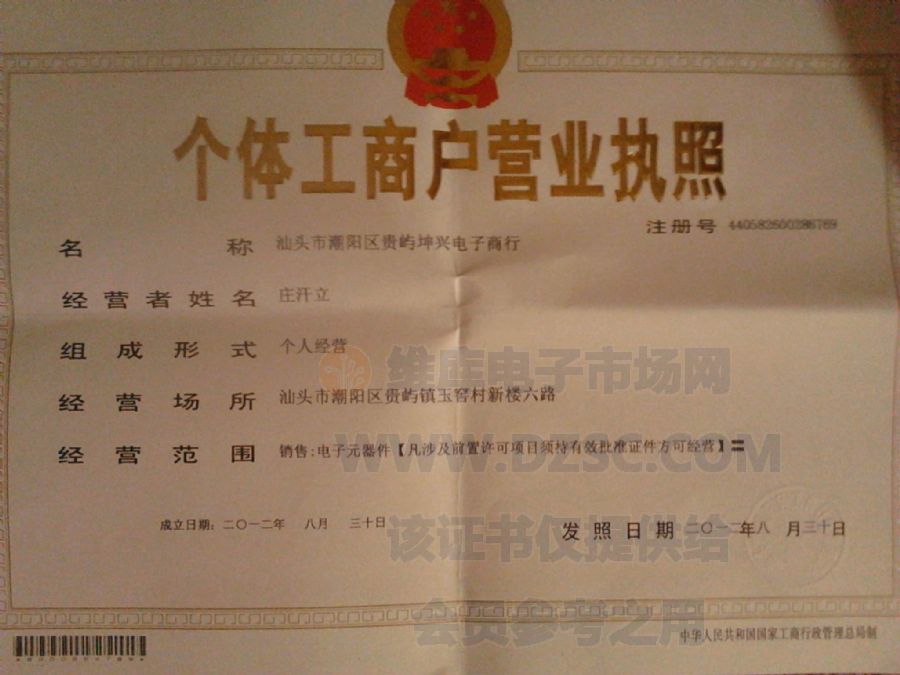 个体工商户营业执照
注册号 440582600286769
名称 汕头市潮阳区贵屿坤兴电子商行
经营者姓名 庄汗立
组成形式 个人经营
经营场所 汕头市潮阳区贵屿镇玉窖村新楼六路
经营范围 销售:电子元器件【凡涉及前置许可项目须持有效批准证件方可经营】〓
成立日期:二〇一二年 八月 三十日
发照日期 二〇一二年八月三十日
维库电子市场网
WWW.DZSC.COM
该证书仅提供给
会员参考之用
中华人民共和国国家工商行政管理总局制